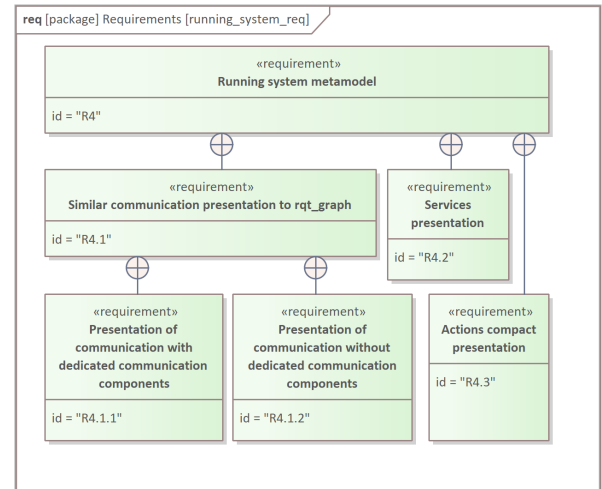 req [package] Requirements [running_system_req]
«requirement»
Running system metamodel
id = "R4"
«requirement»
Similar communication presentation to rqt_graph
id = "R4.1"
«requirement»
Services
presentation
id = "R4.2"
«requirement»
Presentation of
communication with
dedicated communication
components
id = "R4.1.1"
«requirement»
Presentation of
communication without
dedicated communication
components
id = "R4.1.2"
«requirement»
Actions compact
presentation
id = "R4.3"